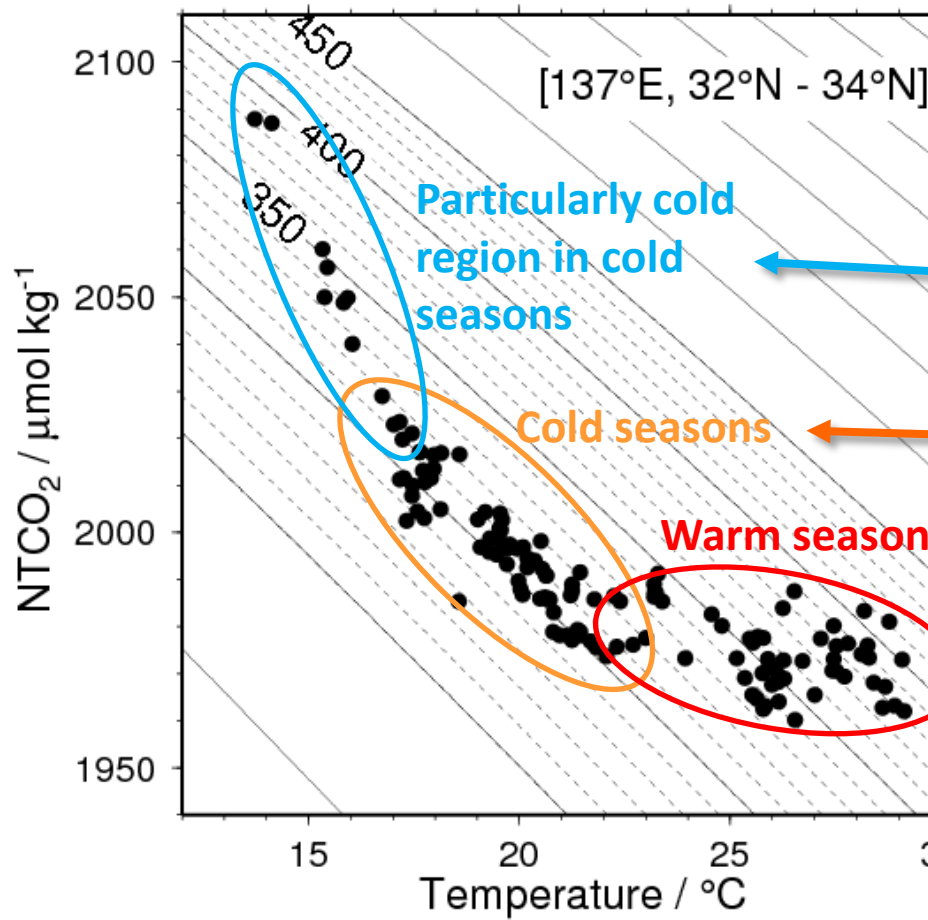 450
2100
[137°E, 32°N - 34°N]
400
350
Particularly cold
region in cold
seasons
2050
NTCO₂ / μmol kg⁻¹
Cold seasons
2000
Warm season
1950
15
20
25
3
Temperature / °C